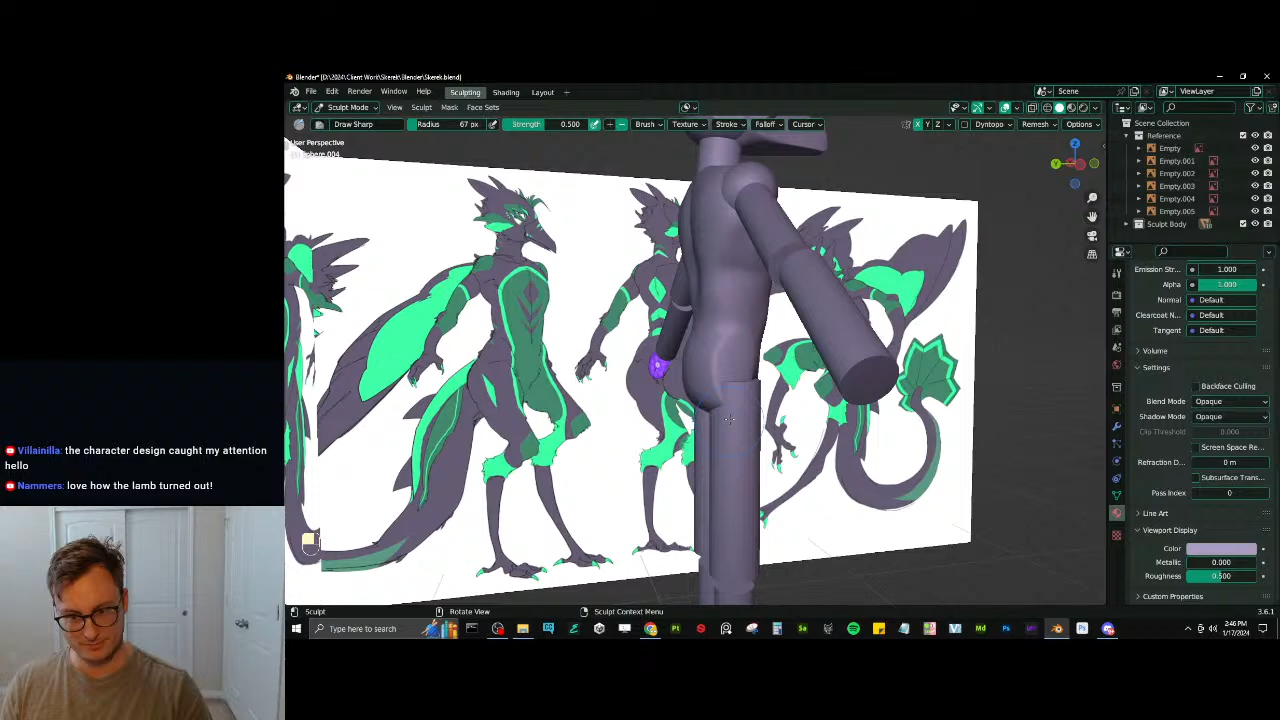 Blender* [D:\2024\Client Work\Skerek\Blender\Skerek.blend]
File Edit Render Window Help Sculpting Shading Layout + Scene ViewLayer
Sculpt Mode View Sculpt Mask Face Sets
Draw Sharp Radius 67 px Strength 0.500 Brush Texture Stroke Falloff Cursor X Y Z Dyntopo Remesh Options
User Perspective
Sphere.004
Scene Collection
Reference
Empty
Empty.001
Empty.002
Empty.003
Empty.004
Empty.005
Sculpt Body
Emission Str... 1.000
Alpha 1.000
Normal Default
Clearcoat N... Default
Tangent Default
Volume
Settings
Backface Culling
Blend Mode Opaque
Shadow Mode Opaque
Clip Threshold 0.000
Screen Space Re...
Refraction D... 0 m
Subsurface Trans...
Pass Index 0
Line Art
Viewport Display
Color
Metallic 0.000
Roughness 0.500
Custom Properties
Villainilla: the character design caught my attention
hello
Nammers: love how the lamb turned out!
Sculpt Rotate View Sculpt Context Menu 3.6.1
Type here to search
2:46 PM
1/17/2024